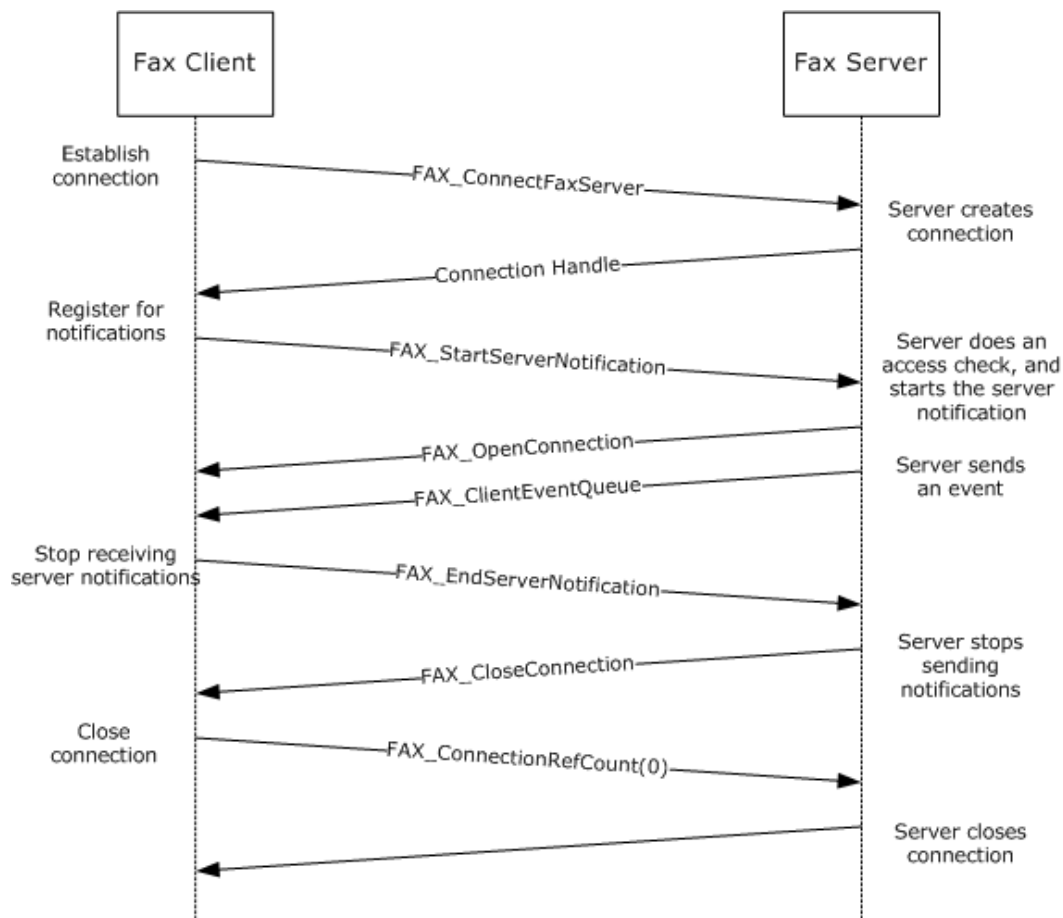 Fax Client
Fax Server
Establish
connection
FAX_ConnectFaxServer
Server creates
connection
Connection Handle
Register for
notifications
FAX_StartServerNotification
Server does an
access check, and
starts the server
notification
FAX_OpenConnection
Server sends
an event
FAX_ClientEventQueue
Stop receiving
server notifications
FAX_EndServerNotification
Server stops
sending
notifications
FAX_CloseConnection
Close
connection
FAX_ConnectionRefCount(0)
Server closes
connection